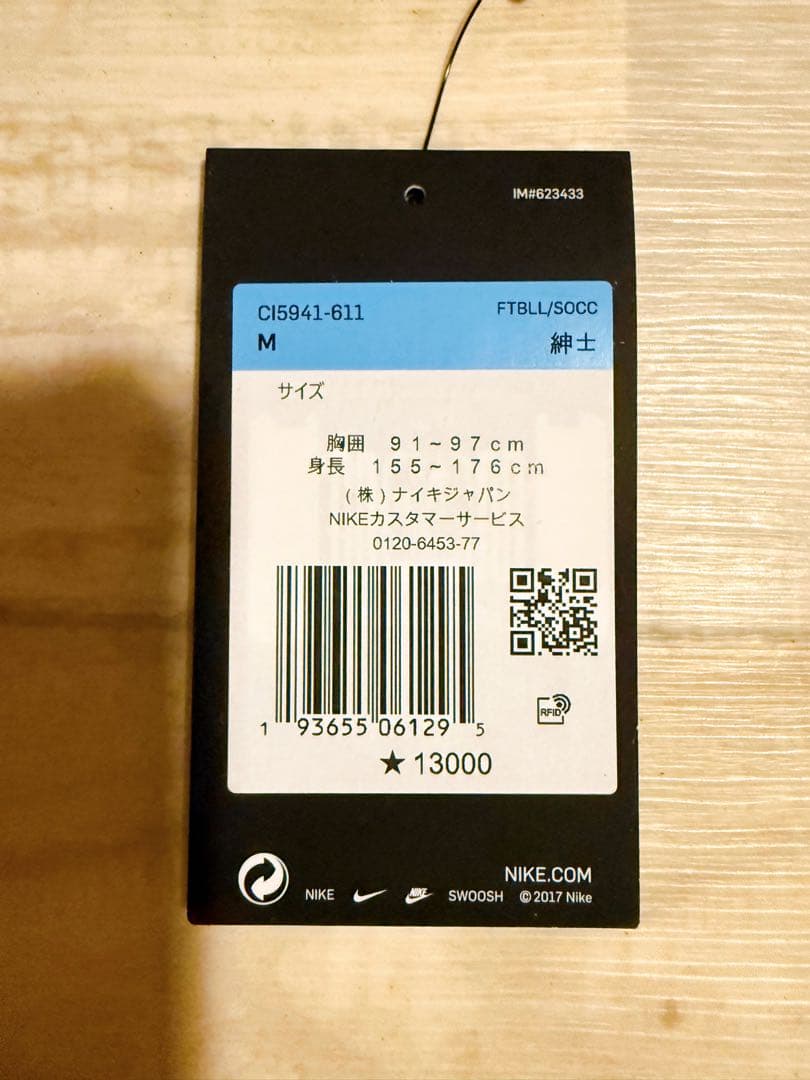 IM#623433
CI5941-611 FTBLL/SOCC
M 紳士
サイズ
胸囲 91~97cm
身長 155~176cm
(株)ナイキジャパン
NIKEカスタマーサービス
0120-6453-77
RFID
1 93655 06129 5
★13000
NIKE.COM
NIKE NIKE SWOOSH ©2017 Nike